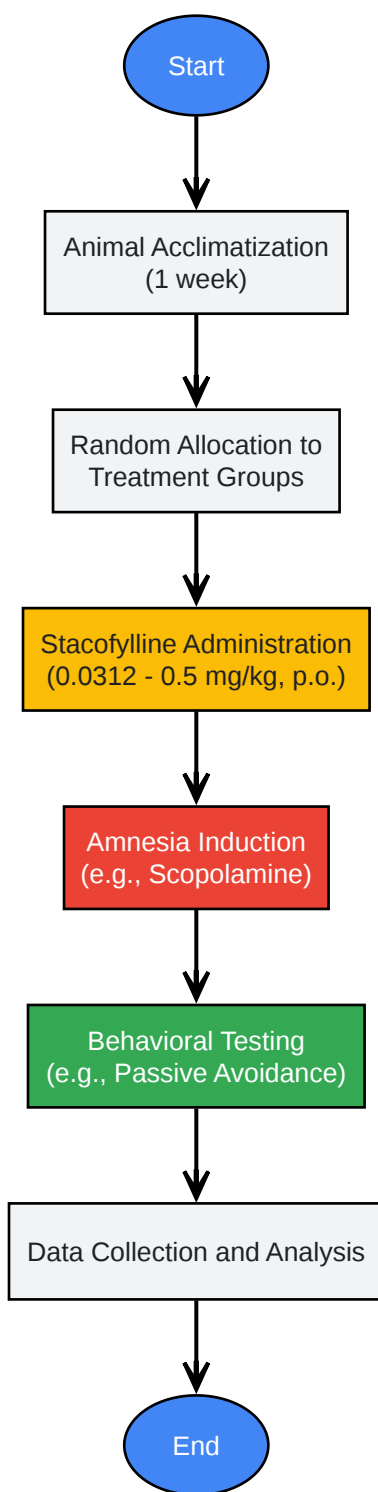 Start
Animal Acclimatization
(1 week)
Random Allocation to
Treatment Groups
Stacofylline Administration
(0.0312 - 0.5 mg/kg, p.o.)
Amnesia Induction
(e.g., Scopolamine)
Behavioral Testing
(e.g., Passive Avoidance)
Data Collection and Analysis
End